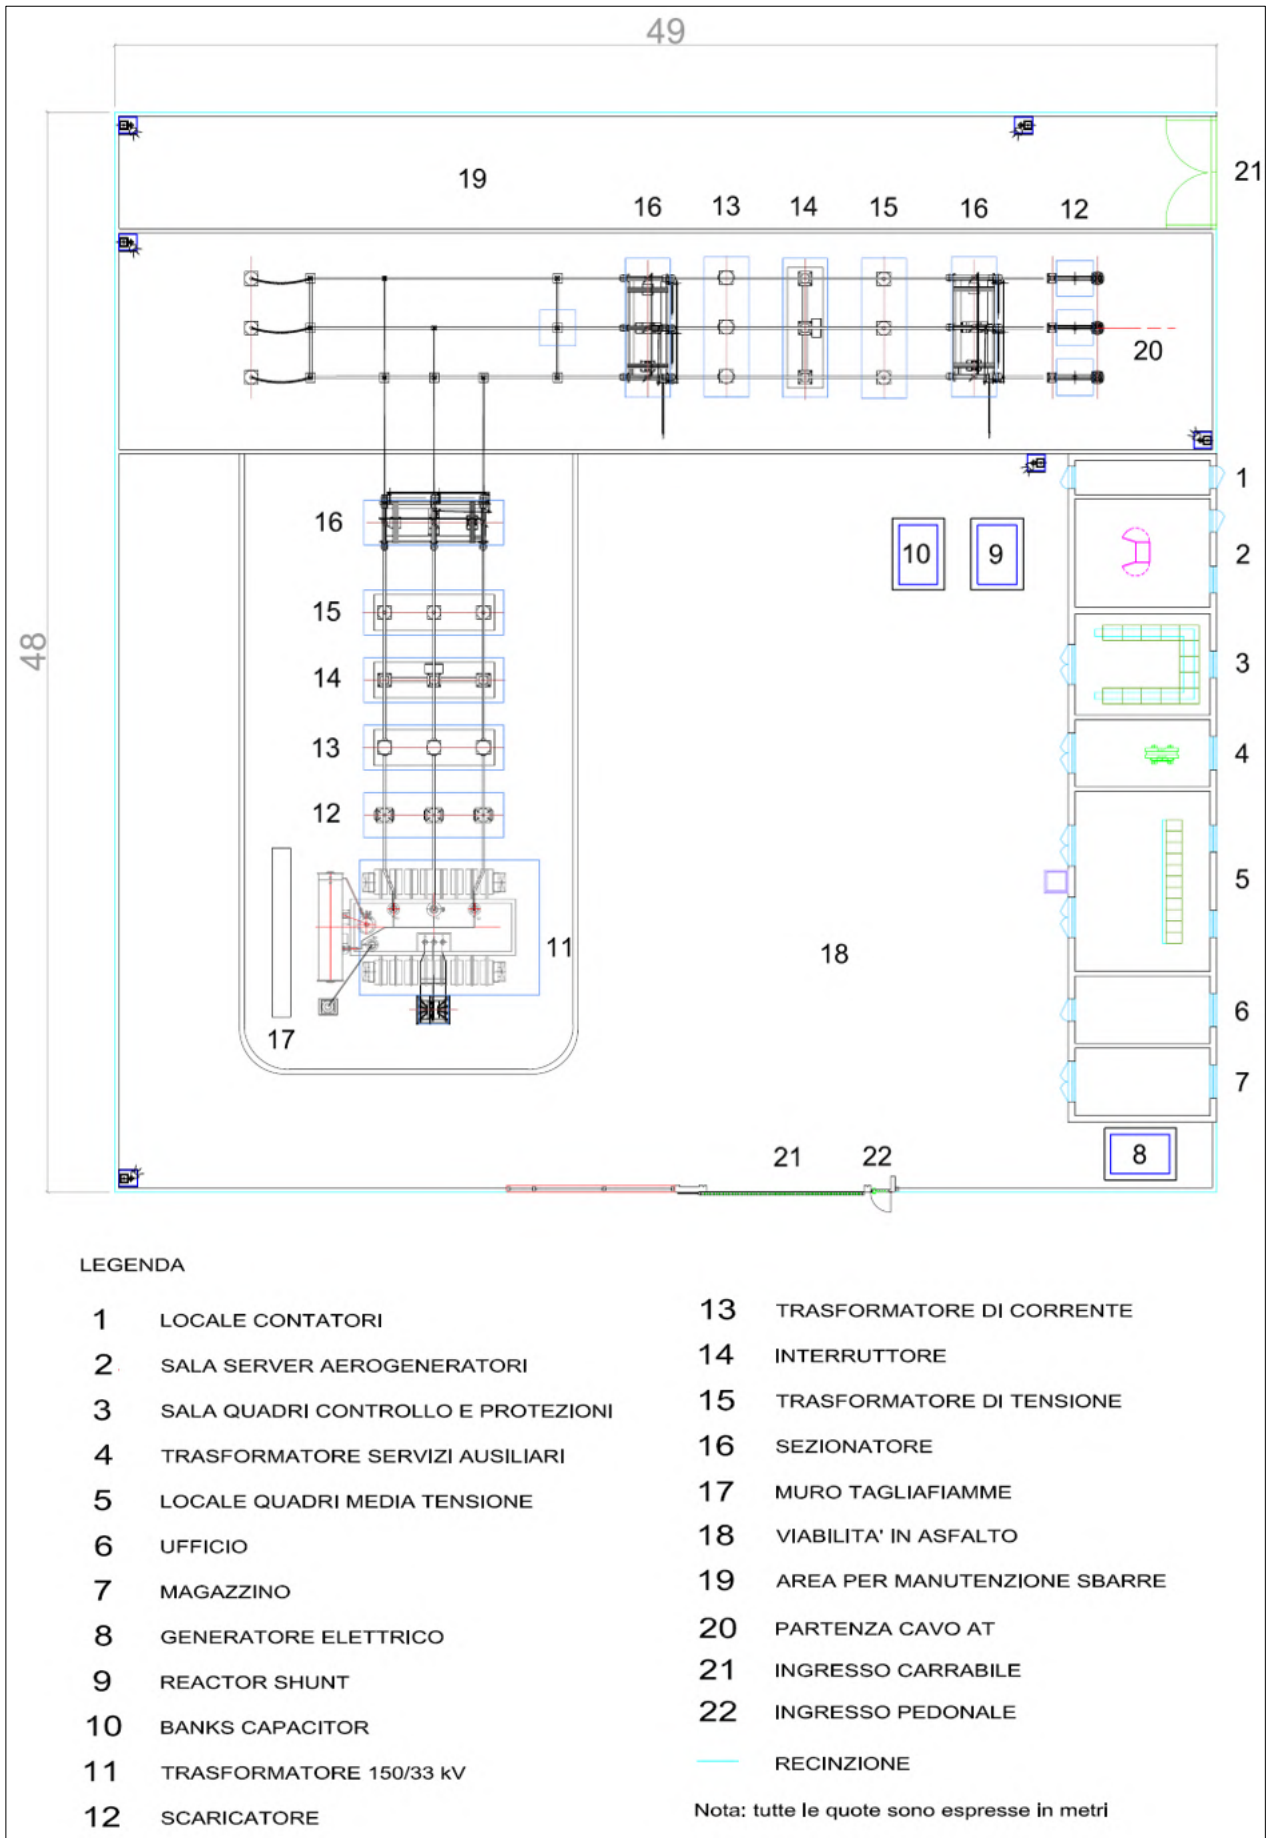 49
48
19
21
16 13 14 15 16 12
20
1
16
10 9
2
15
3
14
13
4
12
5
11
18
6
17
7
21 22
8
LEGENDA
1 LOCALE CONTATORI
2 SALA SERVER AEROGENERATORI
3 SALA QUADRI CONTROLLO E PROTEZIONI
4 TRASFORMATORE SERVIZI AUSILIARI
5 LOCALE QUADRI MEDIA TENSIONE
6 UFFICIO
7 MAGAZZINO
8 GENERATORE ELETTRICO
9 REACTOR SHUNT
10 BANKS CAPACITOR
11 TRASFORMATORE 150/33 kV
12 SCARICATORE
13 TRASFORMATORE DI CORRENTE
14 INTERRUTTORE
15 TRASFORMATORE DI TENSIONE
16 SEZIONATORE
17 MURO TAGLIAFIAMME
18 VIABILITA' IN ASFALTO
19 AREA PER MANUTENZIONE SBARRE
20 PARTENZA CAVO AT
21 INGRESSO CARRABILE
22 INGRESSO PEDONALE
RECINZIONE
Nota: tutte le quote sono espresse in metri